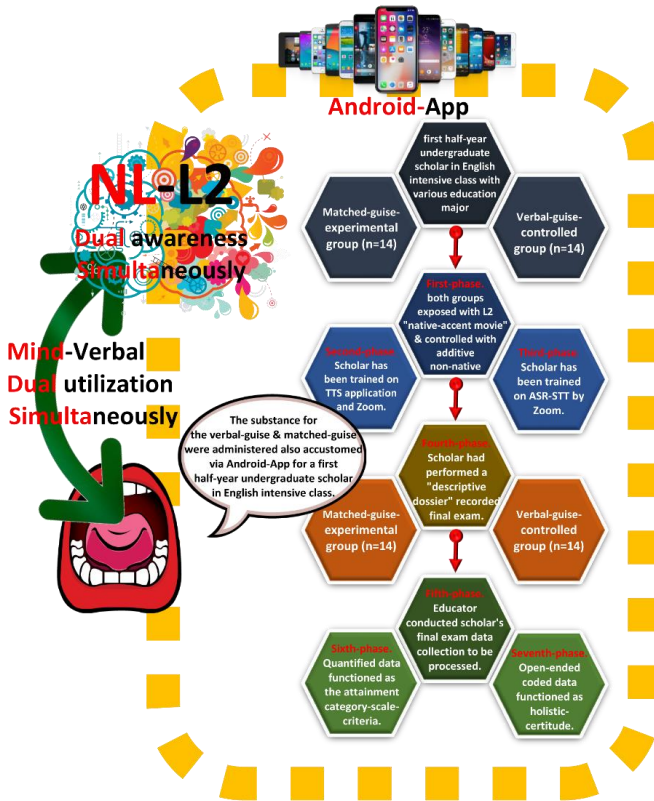 Android-App
NL-L2
Dual awareness
Simultaneously
Mind-Verbal
Dual utilization
Simultaneously
The substance for
the verbal-guise & matched-guise
were administered also accustomed
via Android-App for a first
half-year undergraduate scholar
in English intensive class.
first half-year
undergraduate
scholar in English
intensive class with
various education
major
Matched-guise-
experimental
group (n=14)
Verbal-guise-
controlled
group (n=14)
First-phase.
both groups
exposed with L2
"native-accent movie"
& controlled with
additive
non-native
Second-phase.
Scholar has
been trained on
TTS application
and Zoom.
Third-phase.
Scholar has
been trained
on ASR-STT by
Zoom.
Fourth-phase.
Scholar had
performed a
"descriptive
dossier" recorded
final exam.
Matched-guise-
experimental
group (n=14)
Verbal-guise-
controlled
group (n=14)
Fifth-phase.
Educator
conducted scholar's
final exam data
collection to be
processed.
Sixth-phase.
Quantified data
functioned as
the attainment
category-scale-
criteria.
Seventh-phase.
Open-ended
coded data
functioned as
holistic-
certitude.